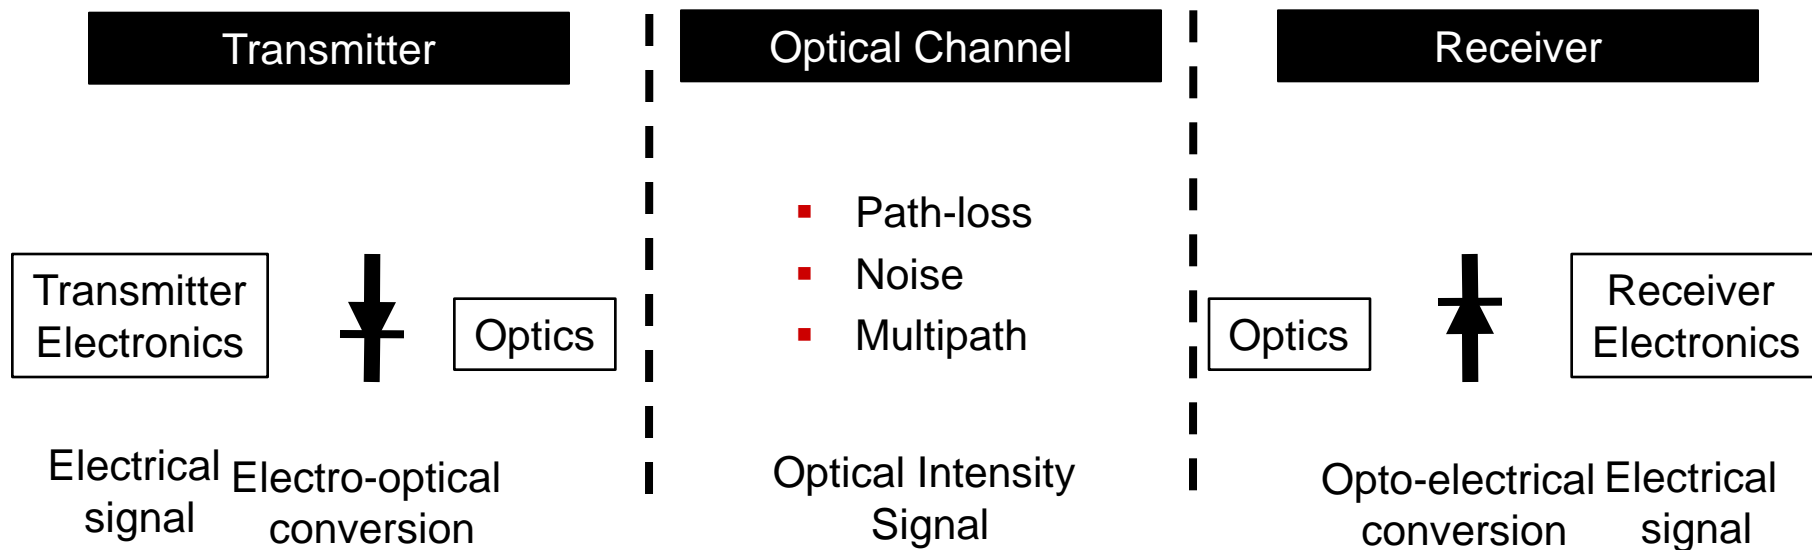 Transmitter
Optical Channel
Receiver
Path-loss
Noise
Multipath
Transmitter
Electronics
Optics
Optics
Receiver
Electronics
Electrical
signal
Electro-optical
conversion
Optical Intensity
Signal
Opto-electrical
conversion
Electrical
signal